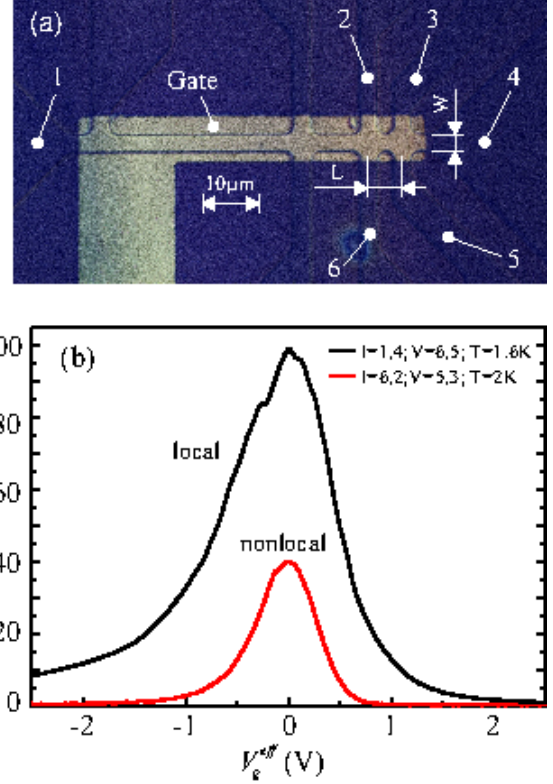 (a)
2
3
1
Gate
4
W
L
10µm
6
5
(b)
I=1,4; V=6,5; T=1.6K
I=6,2; V=5,3; T=2K
local
nonlocal
00
80
60
40
20
0
-2
-1
0
1
2
V_g^eff (V)